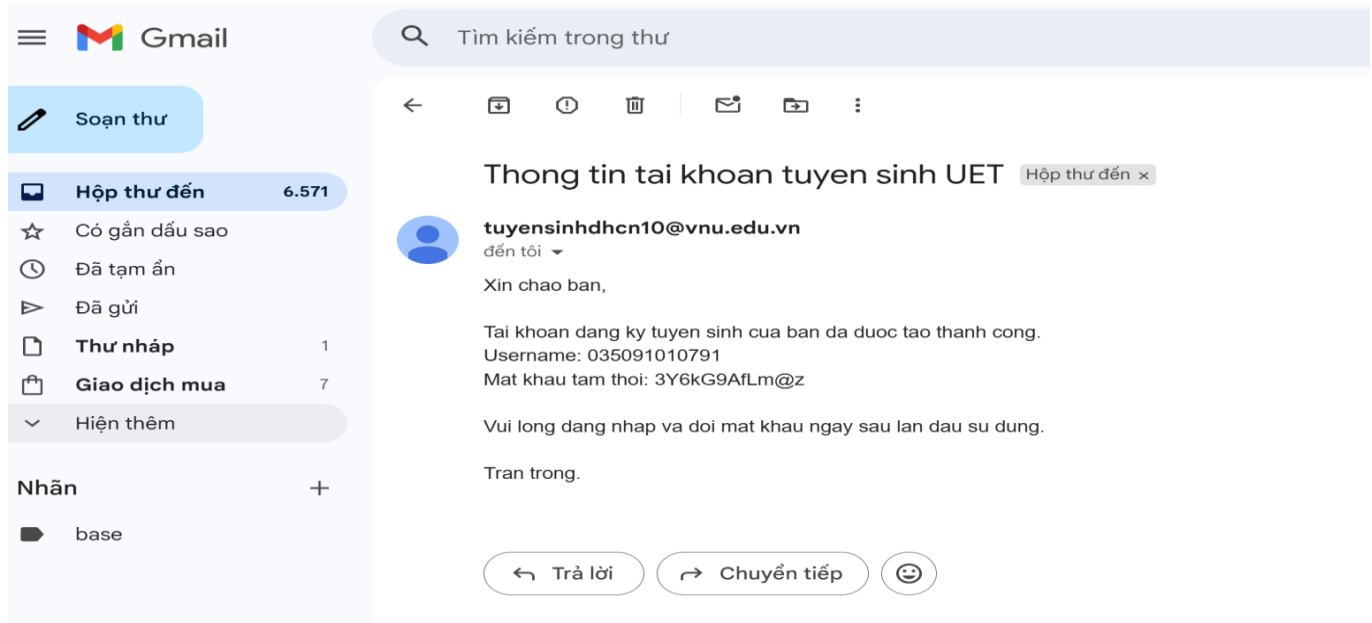 Gmail
Tìm kiếm trong thư
Soạn thư
Hộp thư đến 6.571
Có gắn dấu sao
Đã tạm ẩn
Đã gửi
Thư nháp 1
Giao dịch mua 7
Hiện thêm
Nhãn
base
Thong tin tai khoan tuyen sinh UET Hộp thư đến ×
tuyensinhdhcn10@vnu.edu.vn
đến tôi
Xin chao ban,
Tai khoan dang ky tuyen sinh cua ban da duoc tao thanh cong.
Username: 035091010791
Mat khau tam thoi: 3Y6kG9AfLm@z
Vui long dang nhap va doi mat khau ngay sau lan dau su dung.
Tran trong.
Trả lời
Chuyển tiếp